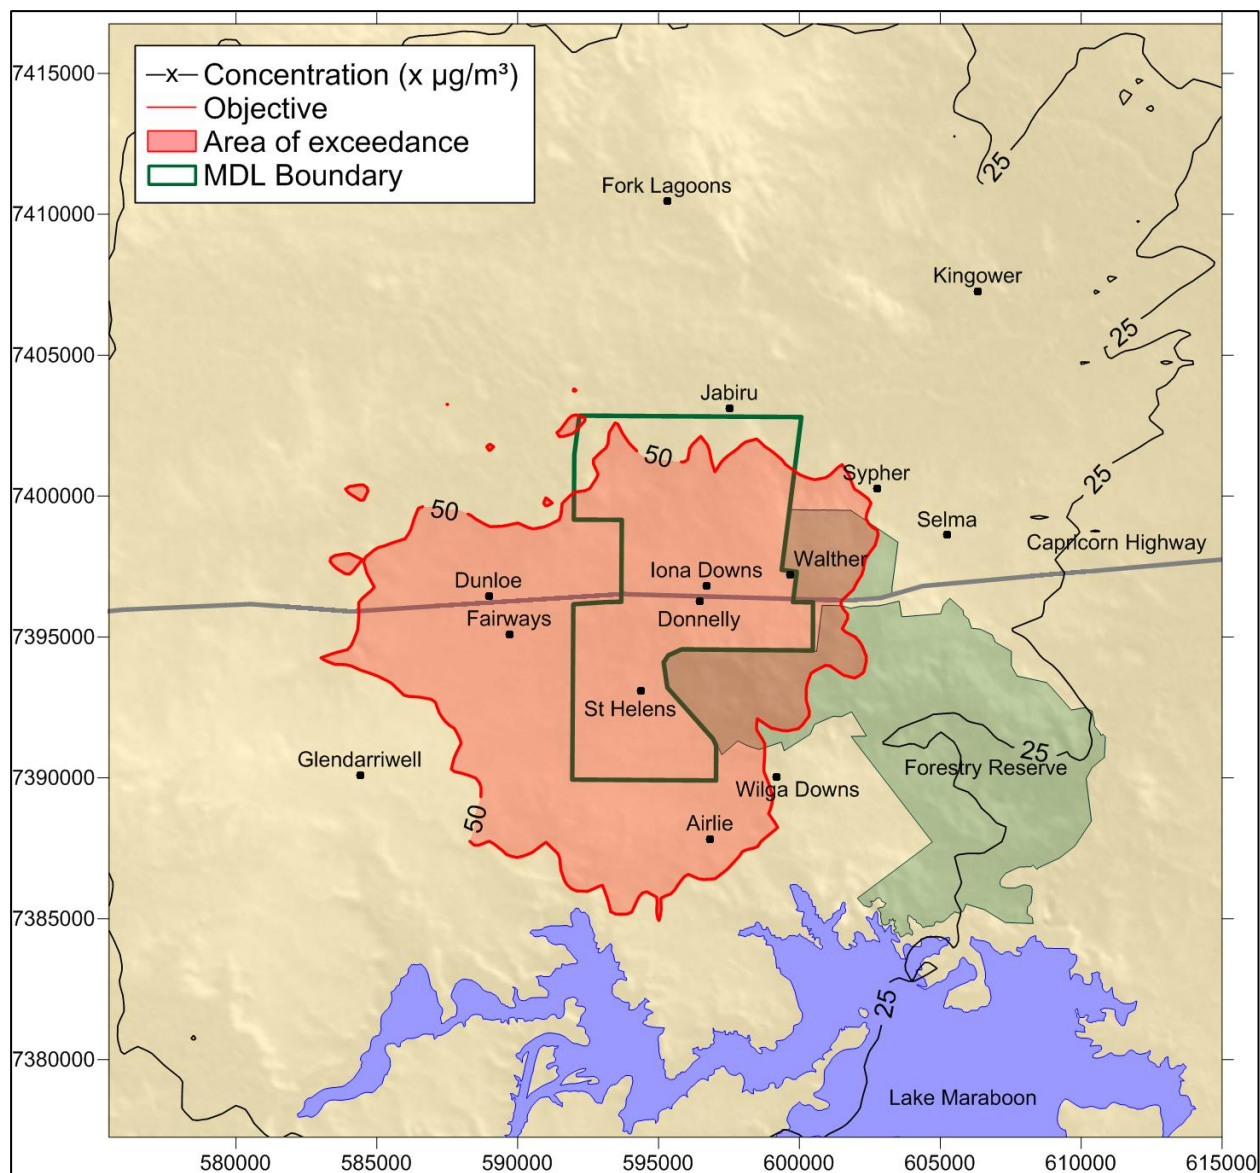 7415000
—x— Concentration (x µg/m³)
Objective
Area of exceedance
MDL Boundary
25
Fork Lagoons
7410000
Kingower
25
7405000
Jabiru
50
Sypher
25
7400000
50
Selma
Capricorn Highway
Walther
Iona Downs
Dunloe
Donnelly
Fairways
7395000
St Helens
25
Glendarriwell
Forestry Reserve
7390000
Wilga Downs
50
Airlie
7385000
25
7380000
Lake Maraboon
580000 585000 590000 595000 600000 605000 610000 615000